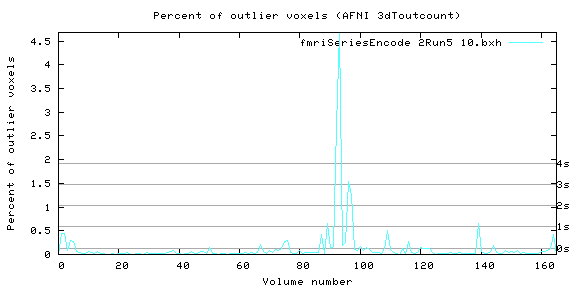 Percent of outlier voxels (AFNI 3dToutcount)
fmriSeriesEncode 2Run5 10.bxh
Percent of outlier voxels
4.5
4
3.5
3
2.5
2
1.5
1
0.5
0
4s
3s
2s
1s
0s
0 20 40 60 80 100 120 140 160
Volume number